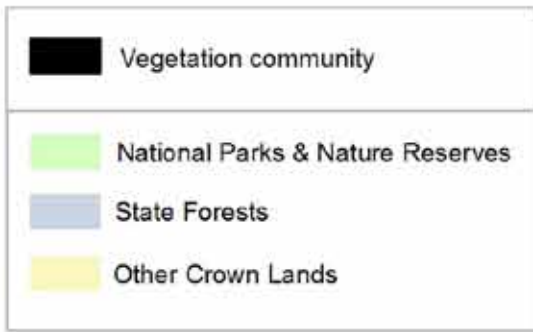 Vegetation community
National Parks & Nature Reserves
State Forests
Other Crown Lands